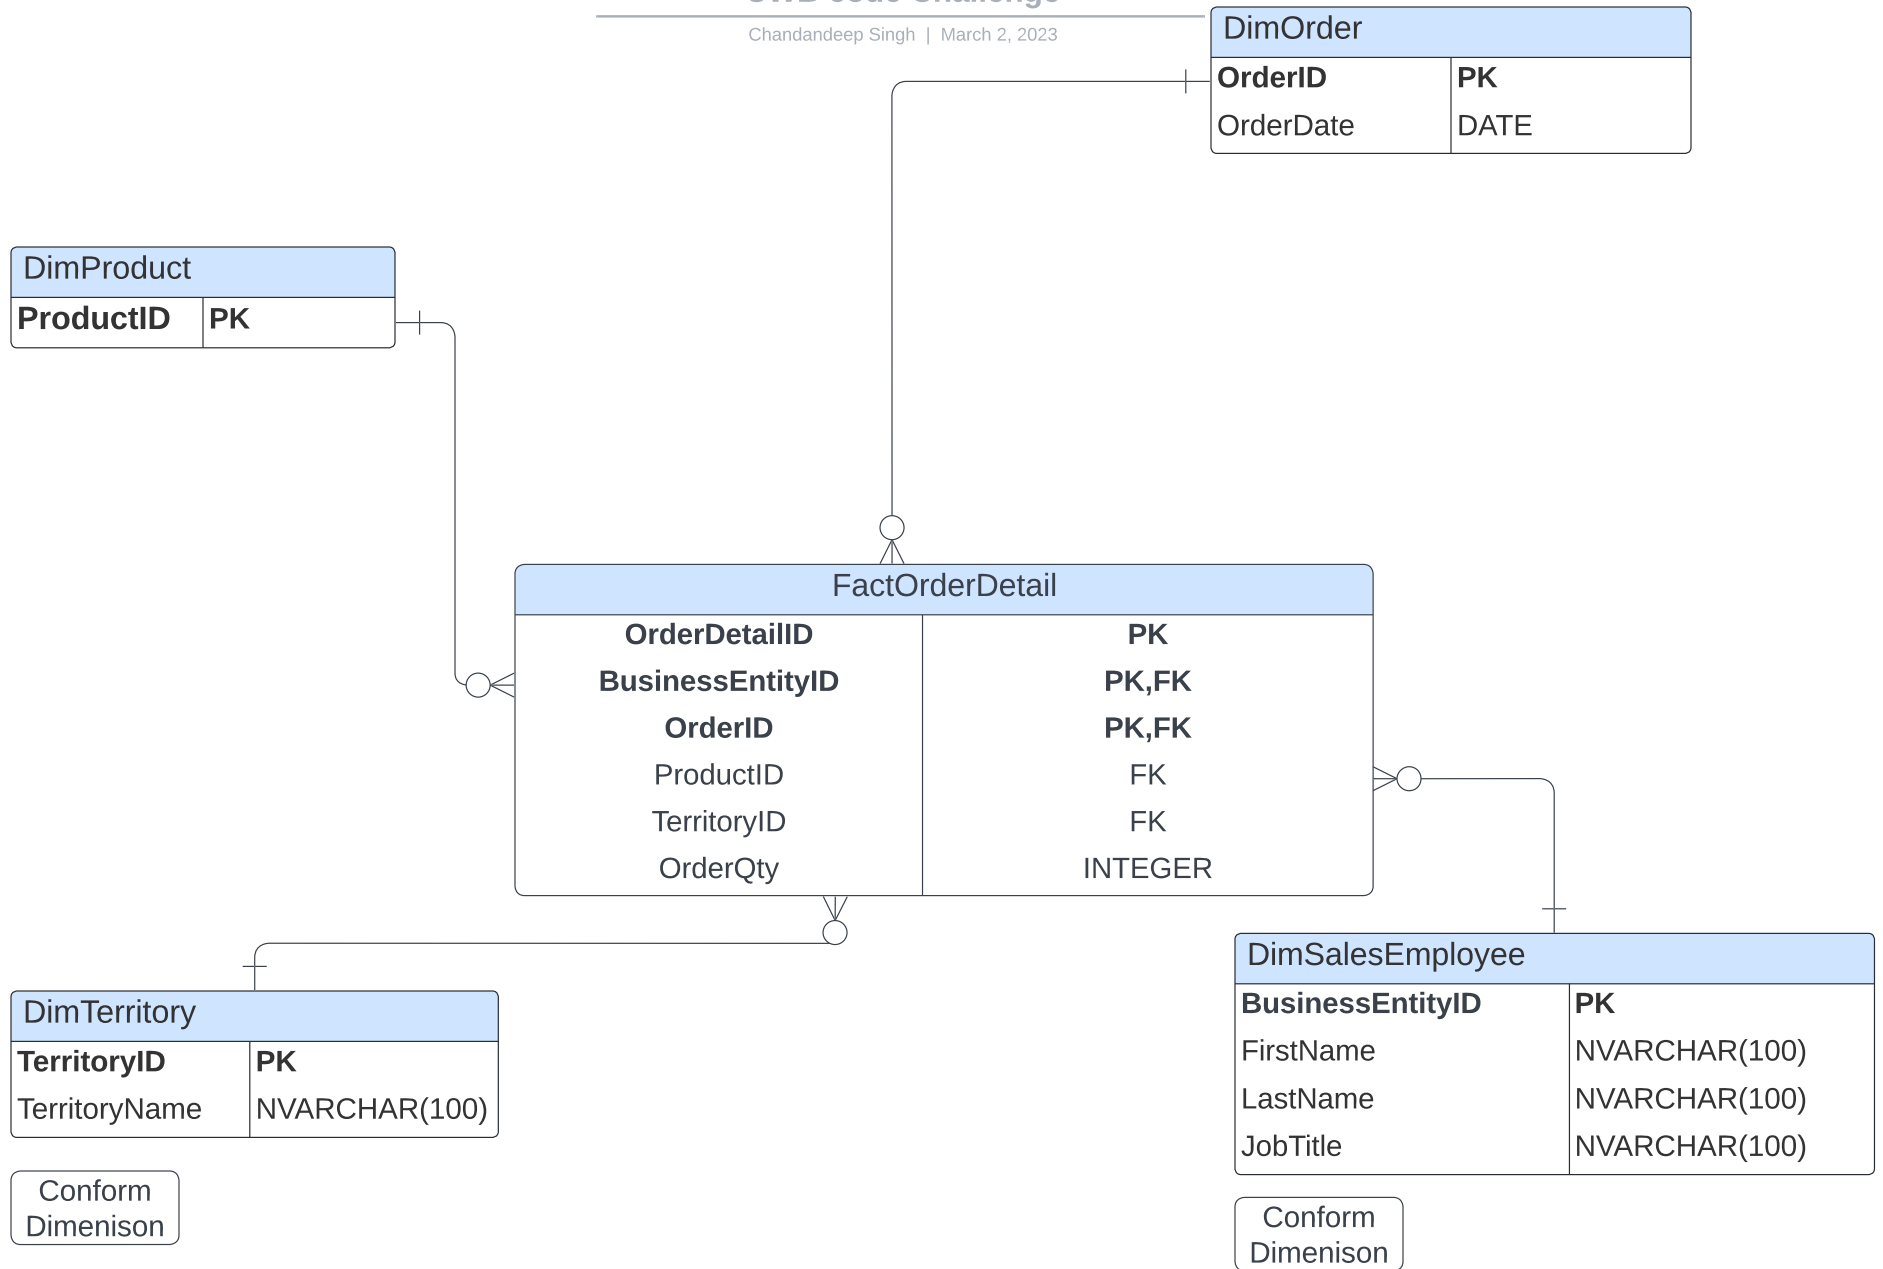 Code Challenge
Chandandeep Singh | March 2, 2023
DimOrder
OrderID PK
OrderDate DATE
DimProduct
ProductID PK
FactOrderDetail
OrderDetailID PK
BusinessEntityID PK,FK
OrderID PK,FK
ProductID FK
TerritoryID FK
OrderQty INTEGER
DimTerritory
TerritoryID PK
TerritoryName NVARCHAR(100)
Conform
Dimenison
DimSalesEmployee
BusinessEntityID PK
FirstName NVARCHAR(100)
LastName NVARCHAR(100)
JobTitle NVARCHAR(100)
Conform
Dimenison